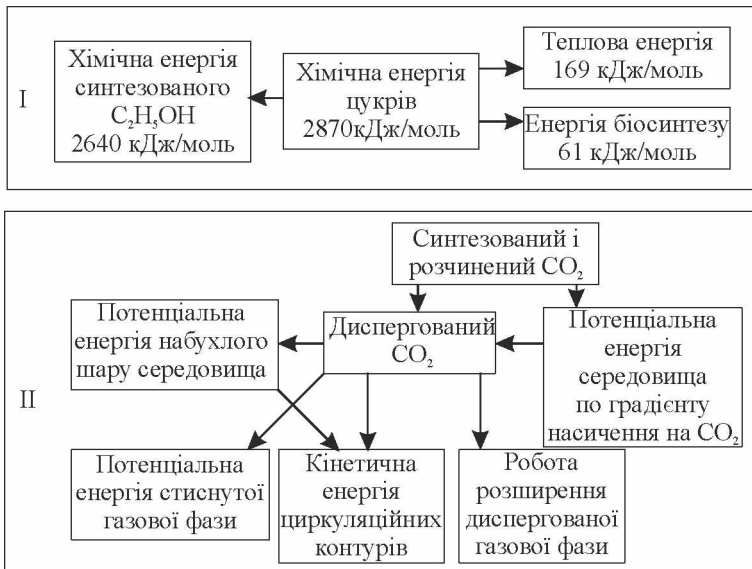 I
Хімічна енергія
синтезованого
C₂H₅OH
2640 кДж/моль
Хімічна енергія
цукрів
2870кДж/моль
Теплова енергія
169 кДж/моль
Енергія біосинтезу
61 кДж/моль
II
Синтезований і
розчинений CO₂
Потенціальна
енергія набухлого
шару середовища
Диспергований
CO₂
Потенціальна
енергія
середовища
по градієнту
насичення на CO₂
Потенціальна
енергія стиснутої
газової фази
Кінетична
енергія
циркуляційних
контурів
Робота
розширення
диспергованої
газової фази